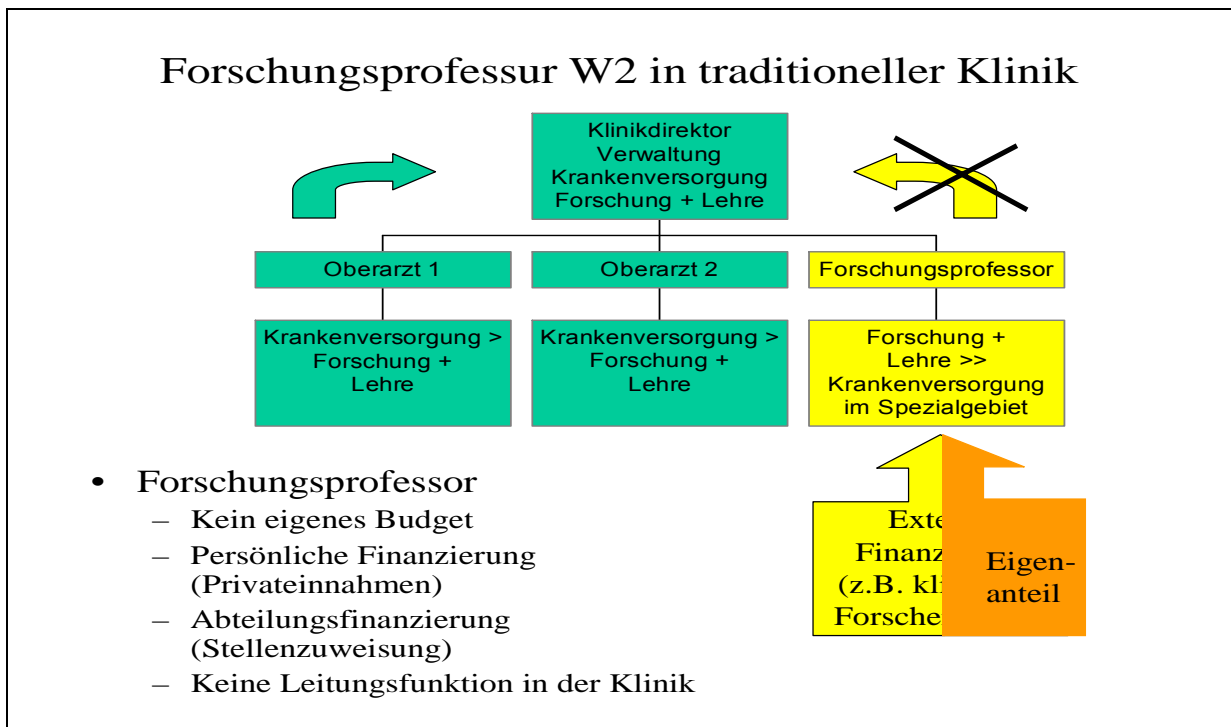 Forschungsprofessur W2 in traditioneller Klinik
Klinikdirektor
Verwaltung
Krankenversorgung
Forschung + Lehre
Oberarzt 1
Oberarzt 2
Forschungsprofessor
Krankenversorgung >
Forschung +
Lehre
Krankenversorgung >
Forschung +
Lehre
Forschung +
Lehre >>
Krankenversorgung
im Spezialgebiet
• Forschungsprofessor
– Kein eigenes Budget
– Persönliche Finanzierung
(Privateinnahmen)
– Abteilungsfinanzierung
(Stellenzuweisung)
– Keine Leitungsfunktion in der Klinik
(z.B.
Eigen-
anteil